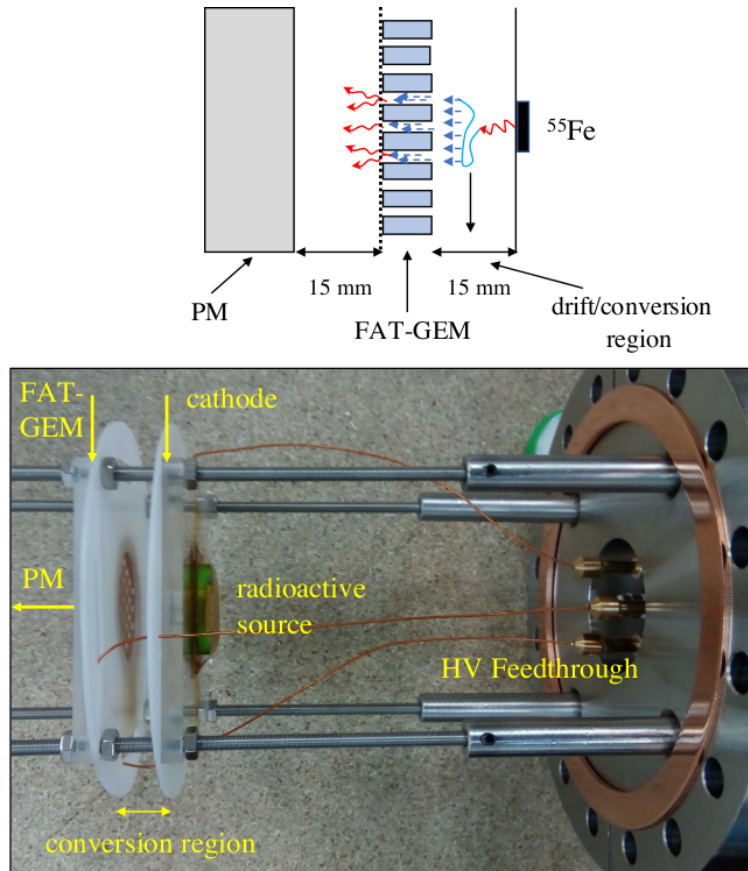 ⁵⁵Fe
15 mm
15 mm
PM
FAT-GEM
drift/conversion
region
FAT-
GEM
cathode
PM
radioactive
source
HV Feedthrough
conversion region